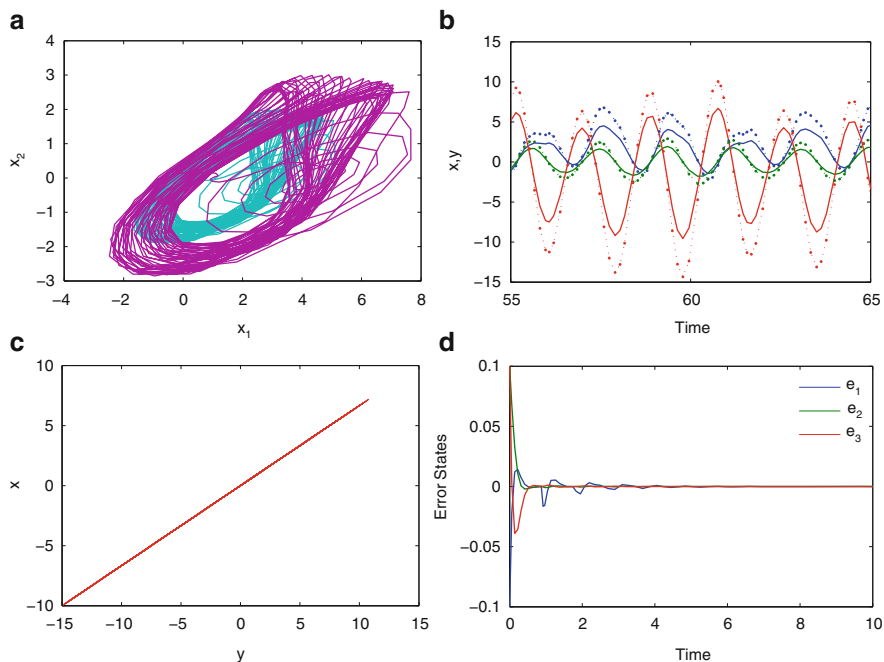 a
4
3
2
1
0
−1
−2
−3
−4 −2 0 2 4 6 8
x₂
x₁
b
15
10
5
0
−5
−10
−15
55 60 65
x,y
Time
c
10
5
0
−5
−10
−15 −10 −5 0 5 10 15
x
y
d
0.1
0.05
0
−0.05
−0.1
0 2 4 6 8 10
Error States
Time
e₁
e₂
e₃